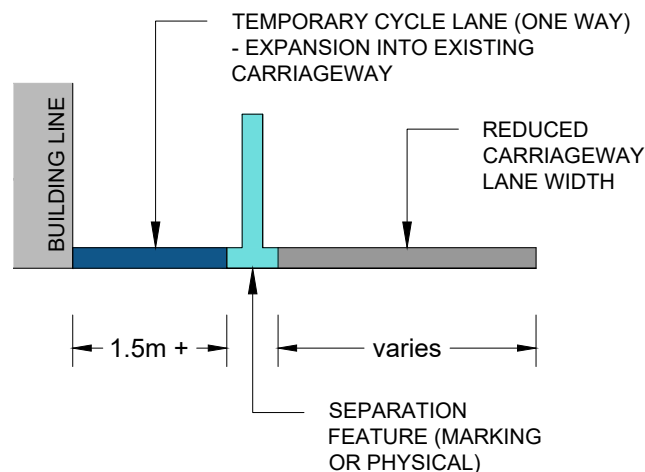 TEMPORARY CYCLE LANE (ONE WAY)
- EXPANSION INTO EXISTING
CARRIAGEWAY
BUILDING LINE
REDUCED
CARRIAGEWAY
LANE WIDTH
1.5m +
varies
SEPARATION
FEATURE (MARKING
OR PHYSICAL)